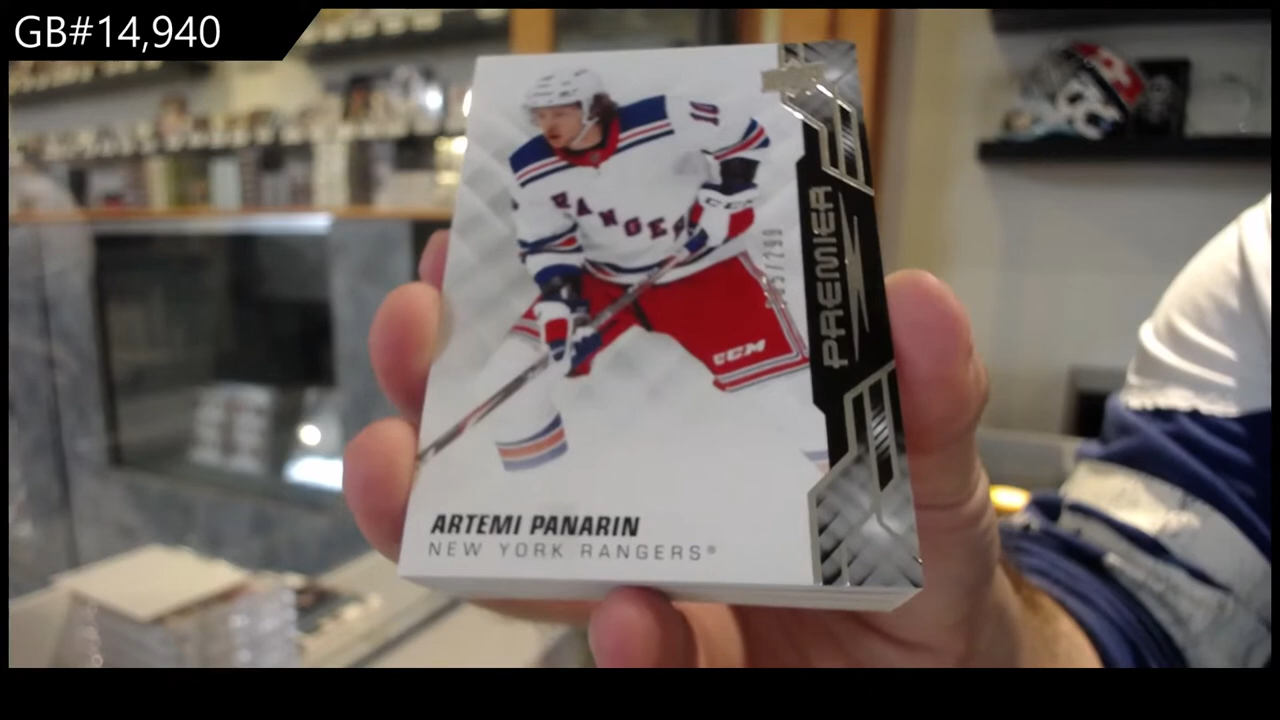 GB#14,940
10
RANGERS
CCM
CCM
PREMIER
ARTEMI PANARIN
NEW YORK RANGERS®